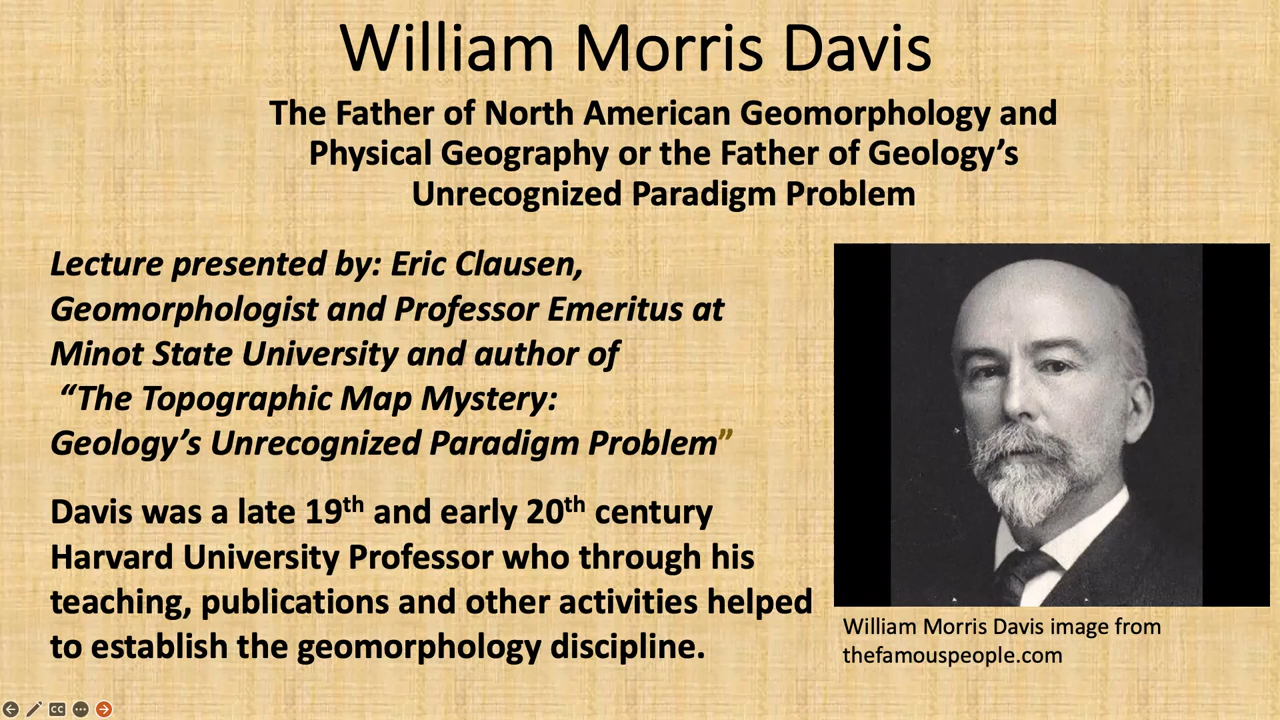 William Morris Davis
The Father of North American Geomorphology and
Physical Geography or the Father of Geology’s
Unrecognized Paradigm Problem
Lecture presented by: Eric Clausen,
Geomorphologist and Professor Emeritus at
Minot State University and author of
“The Topographic Map Mystery:
Geology’s Unrecognized Paradigm Problem”
Davis was a late 19th and early 20th century
Harvard University Professor who through his
teaching, publications and other activities helped
to establish the geomorphology discipline.
William Morris Davis image from
thefamouspeople.com
CC